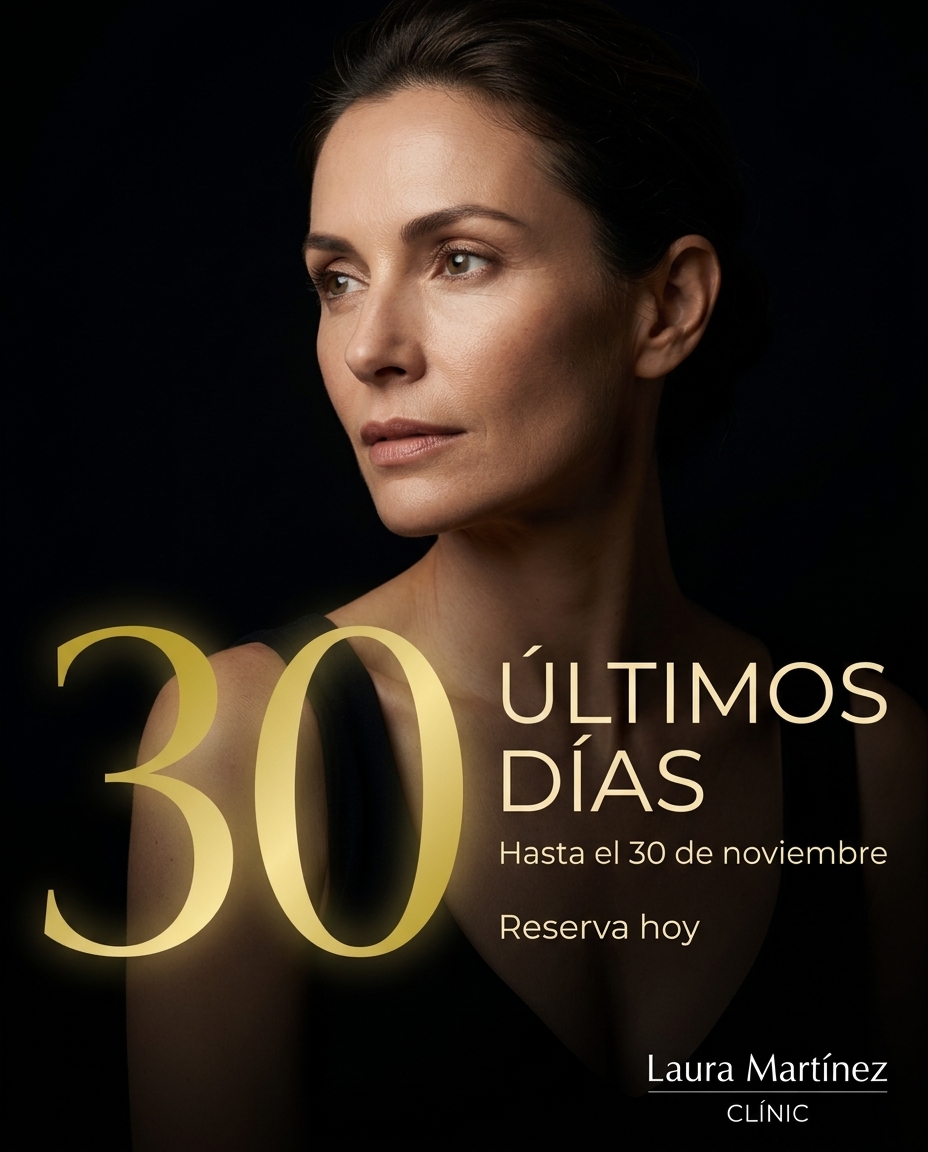 30
ÚLTIMOS
DÍAS
Hasta el 30 de noviembre
Reserva hoy
Laura Martínez
CLÍNIC